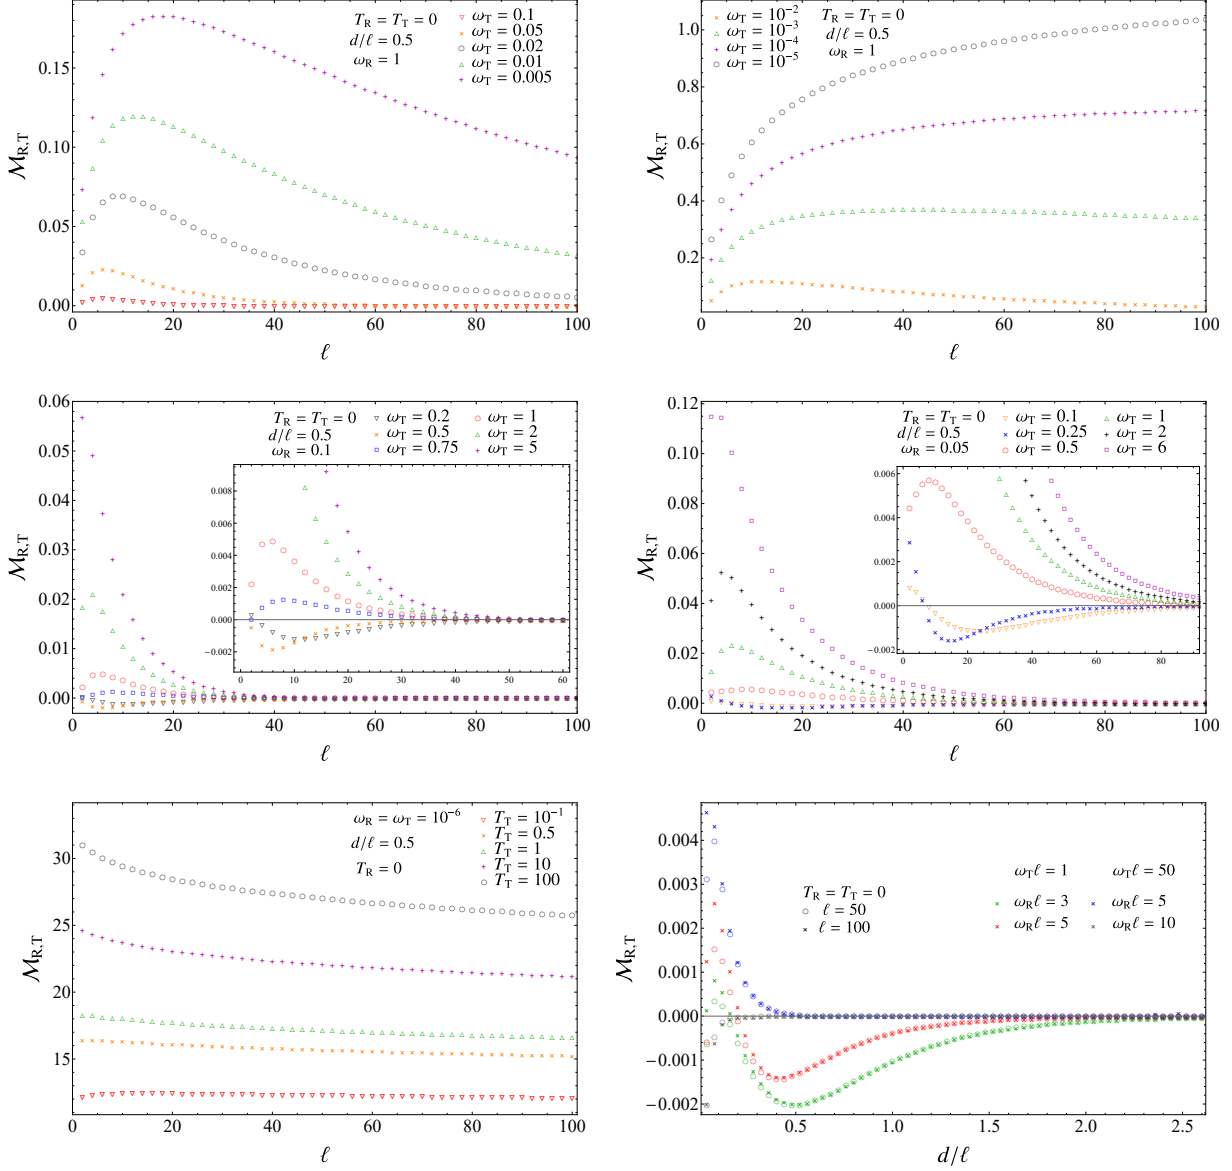 T_R = T_T = 0
d/ℓ = 0.5
ω_R = 1
ω_T = 0.1
ω_T = 0.05
ω_T = 0.02
ω_T = 0.01
ω_T = 0.005
0.15
0.10
0.05
0.00
M_R,T
0 20 40 60 80 100
ℓ
ω_T = 10^-2
ω_T = 10^-3
ω_T = 10^-4
ω_T = 10^-5
T_R = T_T = 0
d/ℓ = 0.5
ω_R = 1
1.0
0.8
0.6
0.4
0.2
M_R,T
0 20 40 60 80 100
ℓ
T_R = T_T = 0
d/ℓ = 0.5
ω_R = 0.1
ω_T = 0.2
ω_T = 0.5
ω_T = 0.75
ω_T = 1
ω_T = 2
ω_T = 5
0.06
0.05
0.04
0.03
0.02
0.01
0.00
M_R,T
0.008
0.006
0.004
0.002
0.000
−0.002
0 10 20 30 40 50 60
0 20 40 60 80 100
ℓ
T_R = T_T = 0
d/ℓ = 0.5
ω_R = 0.05
ω_T = 0.1
ω_T = 0.25
ω_T = 0.5
ω_T = 1
ω_T = 2
ω_T = 6
0.12
0.10
0.08
0.06
0.04
0.02
0.00
M_R,T
0.006
0.004
0.002
0.000
−0.002
0 20 40 60 80
0 20 40 60 80 100
ℓ
ω_R = ω_T = 10^-6
d/ℓ = 0.5
T_R = 0
T_T = 10^-1
T_T = 0.5
T_T = 1
T_T = 10
T_T = 100
30
25
20
15
M_R,T
0 20 40 60 80 100
ℓ
T_R = T_T = 0
ℓ = 50
ℓ = 100
ω_Tℓ = 1
ω_Rℓ = 3
ω_Rℓ = 5
ω_Tℓ = 50
ω_Rℓ = 5
ω_Rℓ = 10
0.004
0.003
0.002
0.001
0.000
−0.001
−0.002
M_R,T
0.5 1.0 1.5 2.0 2.5
d/ℓ